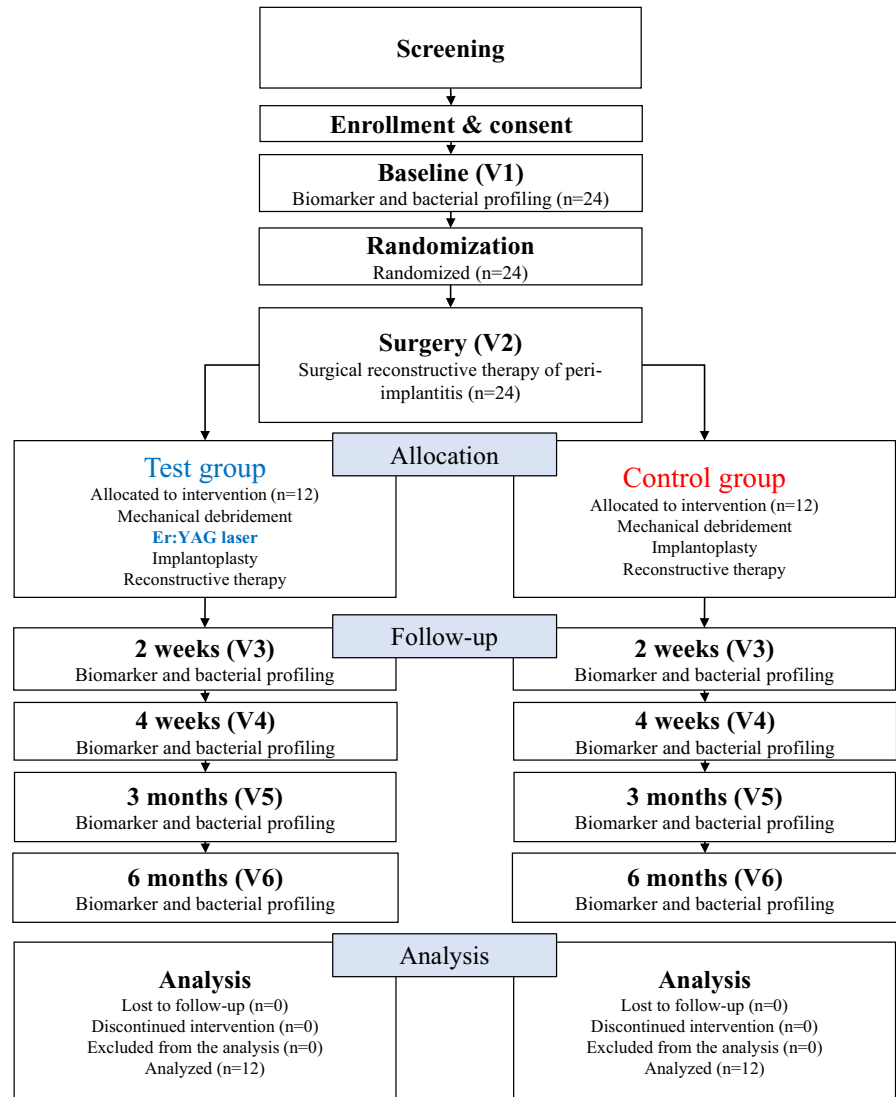 Screening
Enrollment & consent
Baseline (V1)
Biomarker and bacterial profiling (n=24)
Randomization
Randomized (n=24)
Surgery (V2)
Surgical reconstructive therapy of peri-
implantitis (n=24)
Allocation
Test group
Allocated to intervention (n=12)
Mechanical debridement
Er:YAG laser
Implantoplasty
Reconstructive therapy
Control group
Allocated to intervention (n=12)
Mechanical debridement
Implantoplasty
Reconstructive therapy
Follow-up
2 weeks (V3)
Biomarker and bacterial profiling
2 weeks (V3)
Biomarker and bacterial profiling
4 weeks (V4)
Biomarker and bacterial profiling
4 weeks (V4)
Biomarker and bacterial profiling
3 months (V5)
Biomarker and bacterial profiling
3 months (V5)
Biomarker and bacterial profiling
6 months (V6)
Biomarker and bacterial profiling
6 months (V6)
Biomarker and bacterial profiling
Analysis
Analysis
Lost to follow-up (n=0)
Discontinued intervention (n=0)
Excluded from the analysis (n=0)
Analyzed (n=12)
Analysis
Lost to follow-up (n=0)
Discontinued intervention (n=0)
Excluded from the analysis (n=0)
Analyzed (n=12)